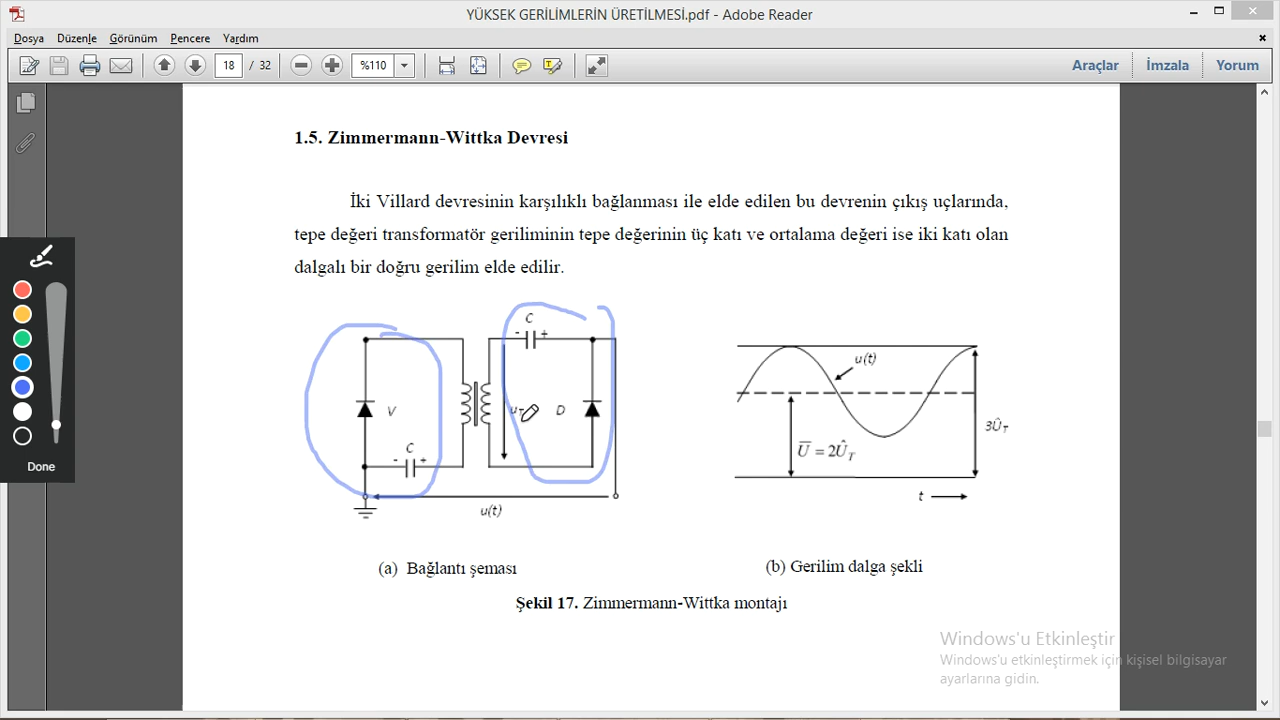 YÜKSEK GERİLİMLERİN ÜRETİLMESİ.pdf - Adobe Reader
Dosya Düzenle Görünüm Pencere Yardım
18 / 32 %110 Araçlar İmzala Yorum
1.5. Zimmermann-Wittka Devresi
İki Villard devresinin karşılıklı bağlanması ile elde edilen bu devrenin çıkış uçlarında,
tepe değeri transformatör geriliminin tepe değerinin üç katı ve ortalama değeri ise iki katı olan
dalgalı bir doğru gerilim elde edilir.
C
- +
V
u_T
D
C
- +
u(t)
u(t)
U̅ = 2Û_T
3Û_T
t
(a) Bağlantı şeması
(b) Gerilim dalga şekli
Şekil 17. Zimmermann-Wittka montajı
Done
Windows'u Etkinleştir
Windows'u etkinleştirmek için kişisel bilgisayar
ayarlarına gidin.